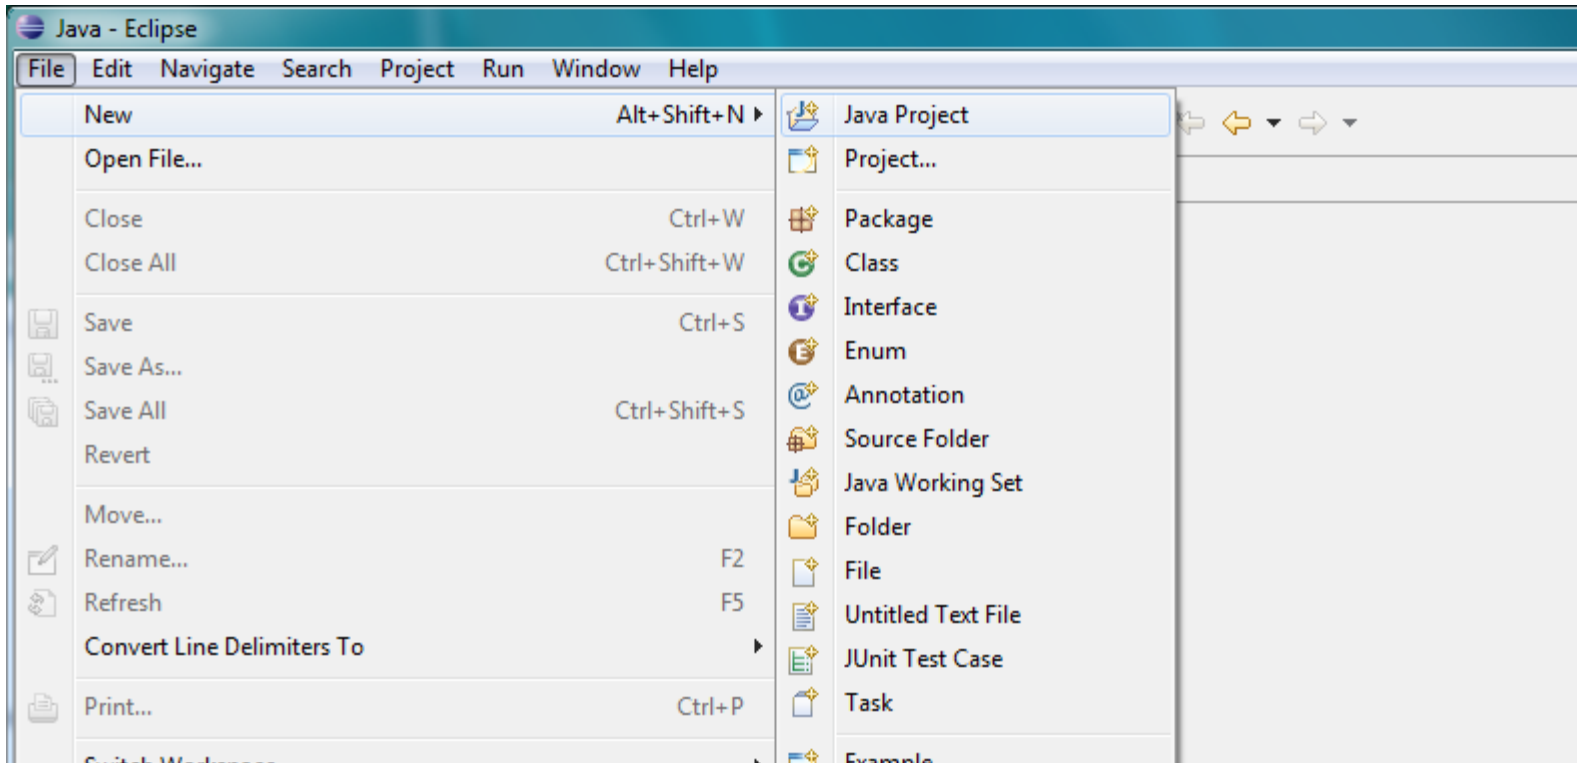 Java - Eclipse
File Edit Navigate Search Project Run Window Help
New Alt+Shift+N
Open File...
Close Ctrl+W
Close All Ctrl+Shift+W
Save Ctrl+S
Save As...
Save All Ctrl+Shift+S
Revert
Move...
Rename... F2
Refresh F5
Convert Line Delimiters To
Print... Ctrl+P
Switch Workspace
Java Project
Project...
Package
Class
Interface
Enum
Annotation
Source Folder
Java Working Set
Folder
File
Untitled Text File
JUnit Test Case
Task
Example